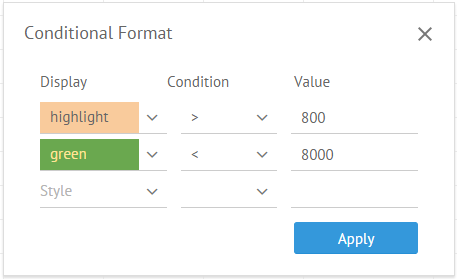 Conditional Format
Display Condition Value
highlight > 800
green < 8000
Style
Apply